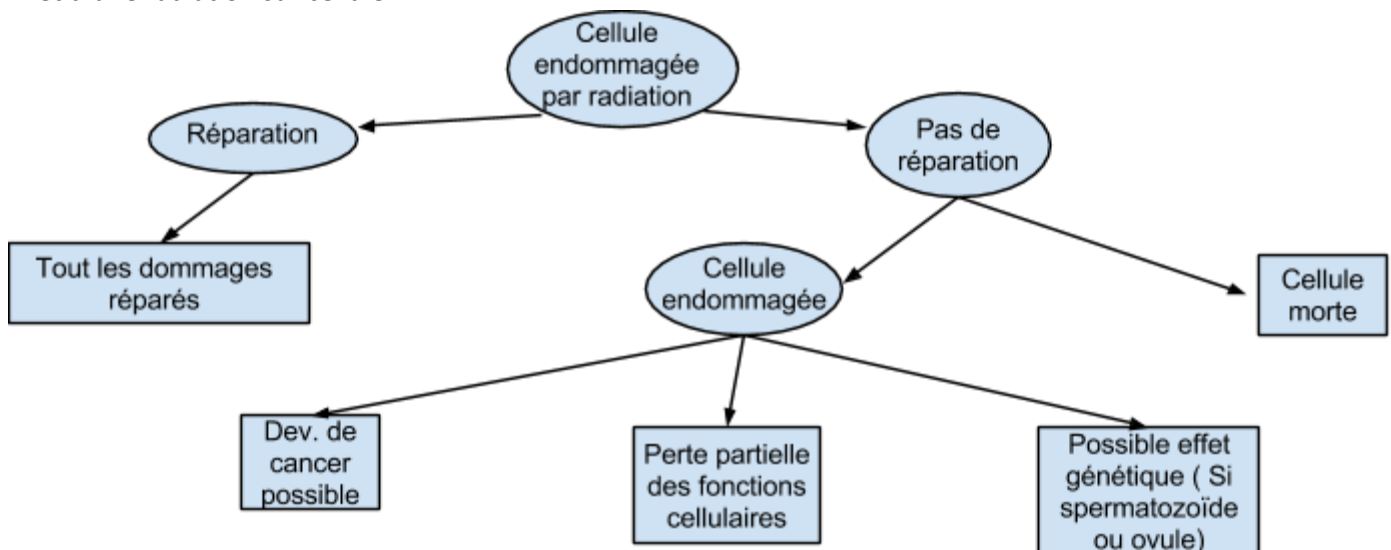 Cellule
endommagée
par radiation
Réparation
Pas de
réparation
Tout les dommages
réparés
Cellule
endommagée
Cellule
morte
Dev. de
cancer
possible
Perte partielle
des fonctions
cellulaires
Possible effet
génétique ( Si
spermatozoïde
ou ovule)